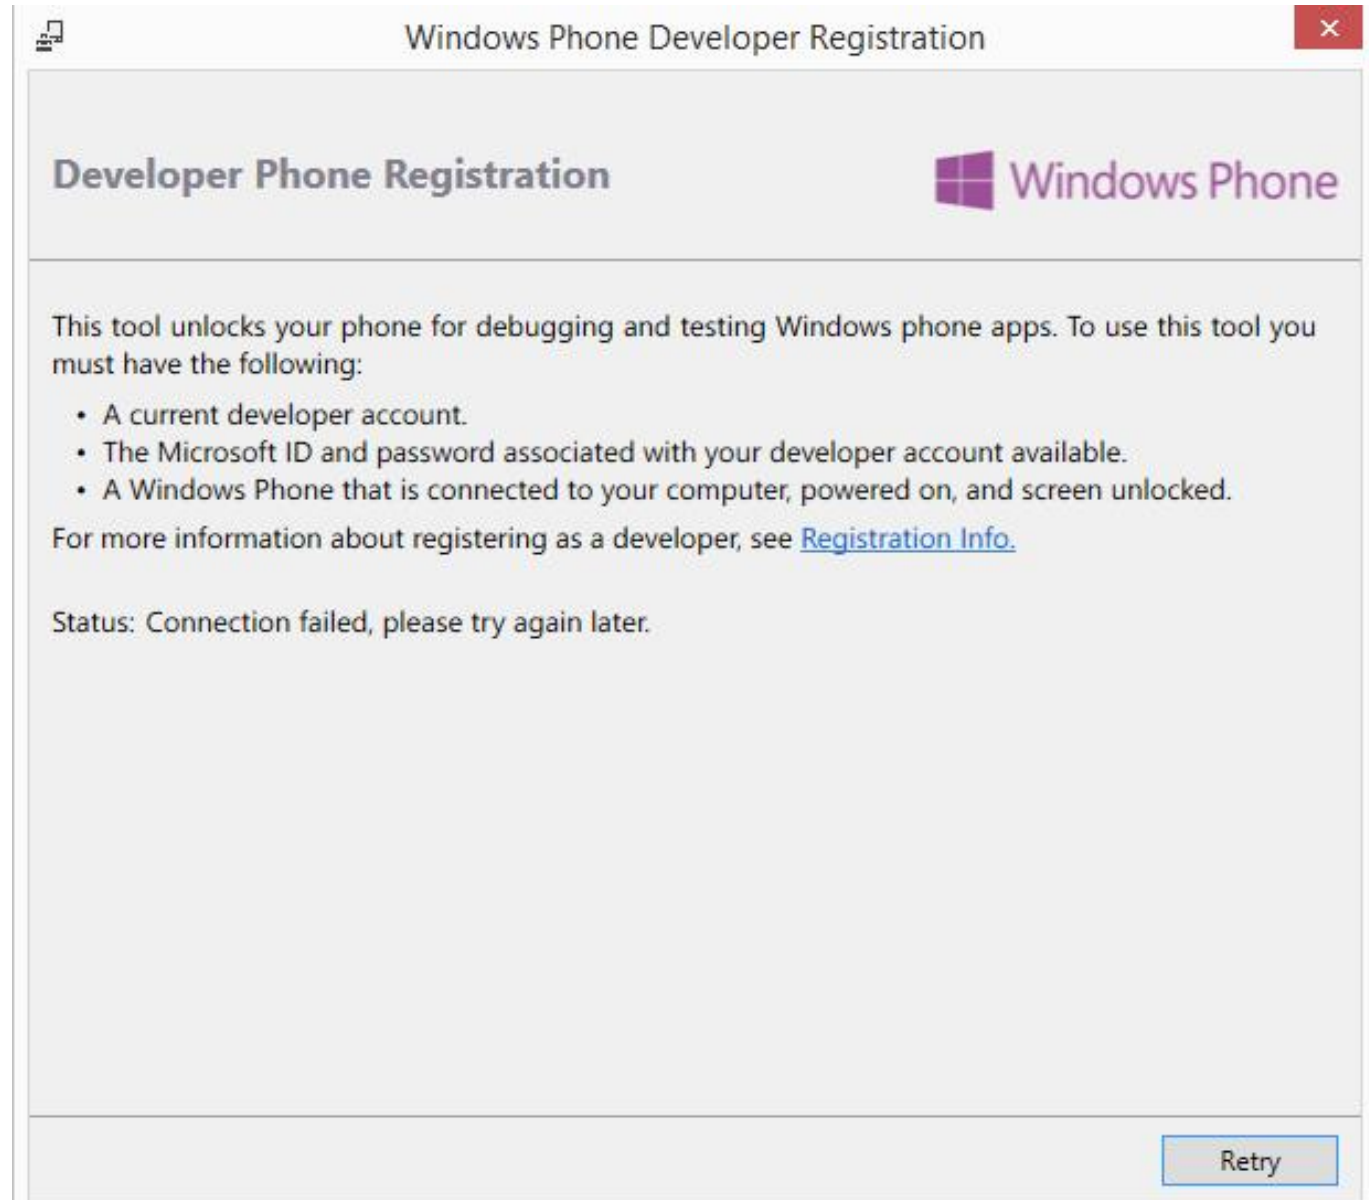 Windows Phone Developer Registration
Developer Phone Registration
Windows Phone
This tool unlocks your phone for debugging and testing Windows phone apps. To use this tool you
must have the following:
• A current developer account.
• The Microsoft ID and password associated with your developer account available.
• A Windows Phone that is connected to your computer, powered on, and screen unlocked.
For more information about registering as a developer, see Registration Info.
Status: Connection failed, please try again later.
Retry